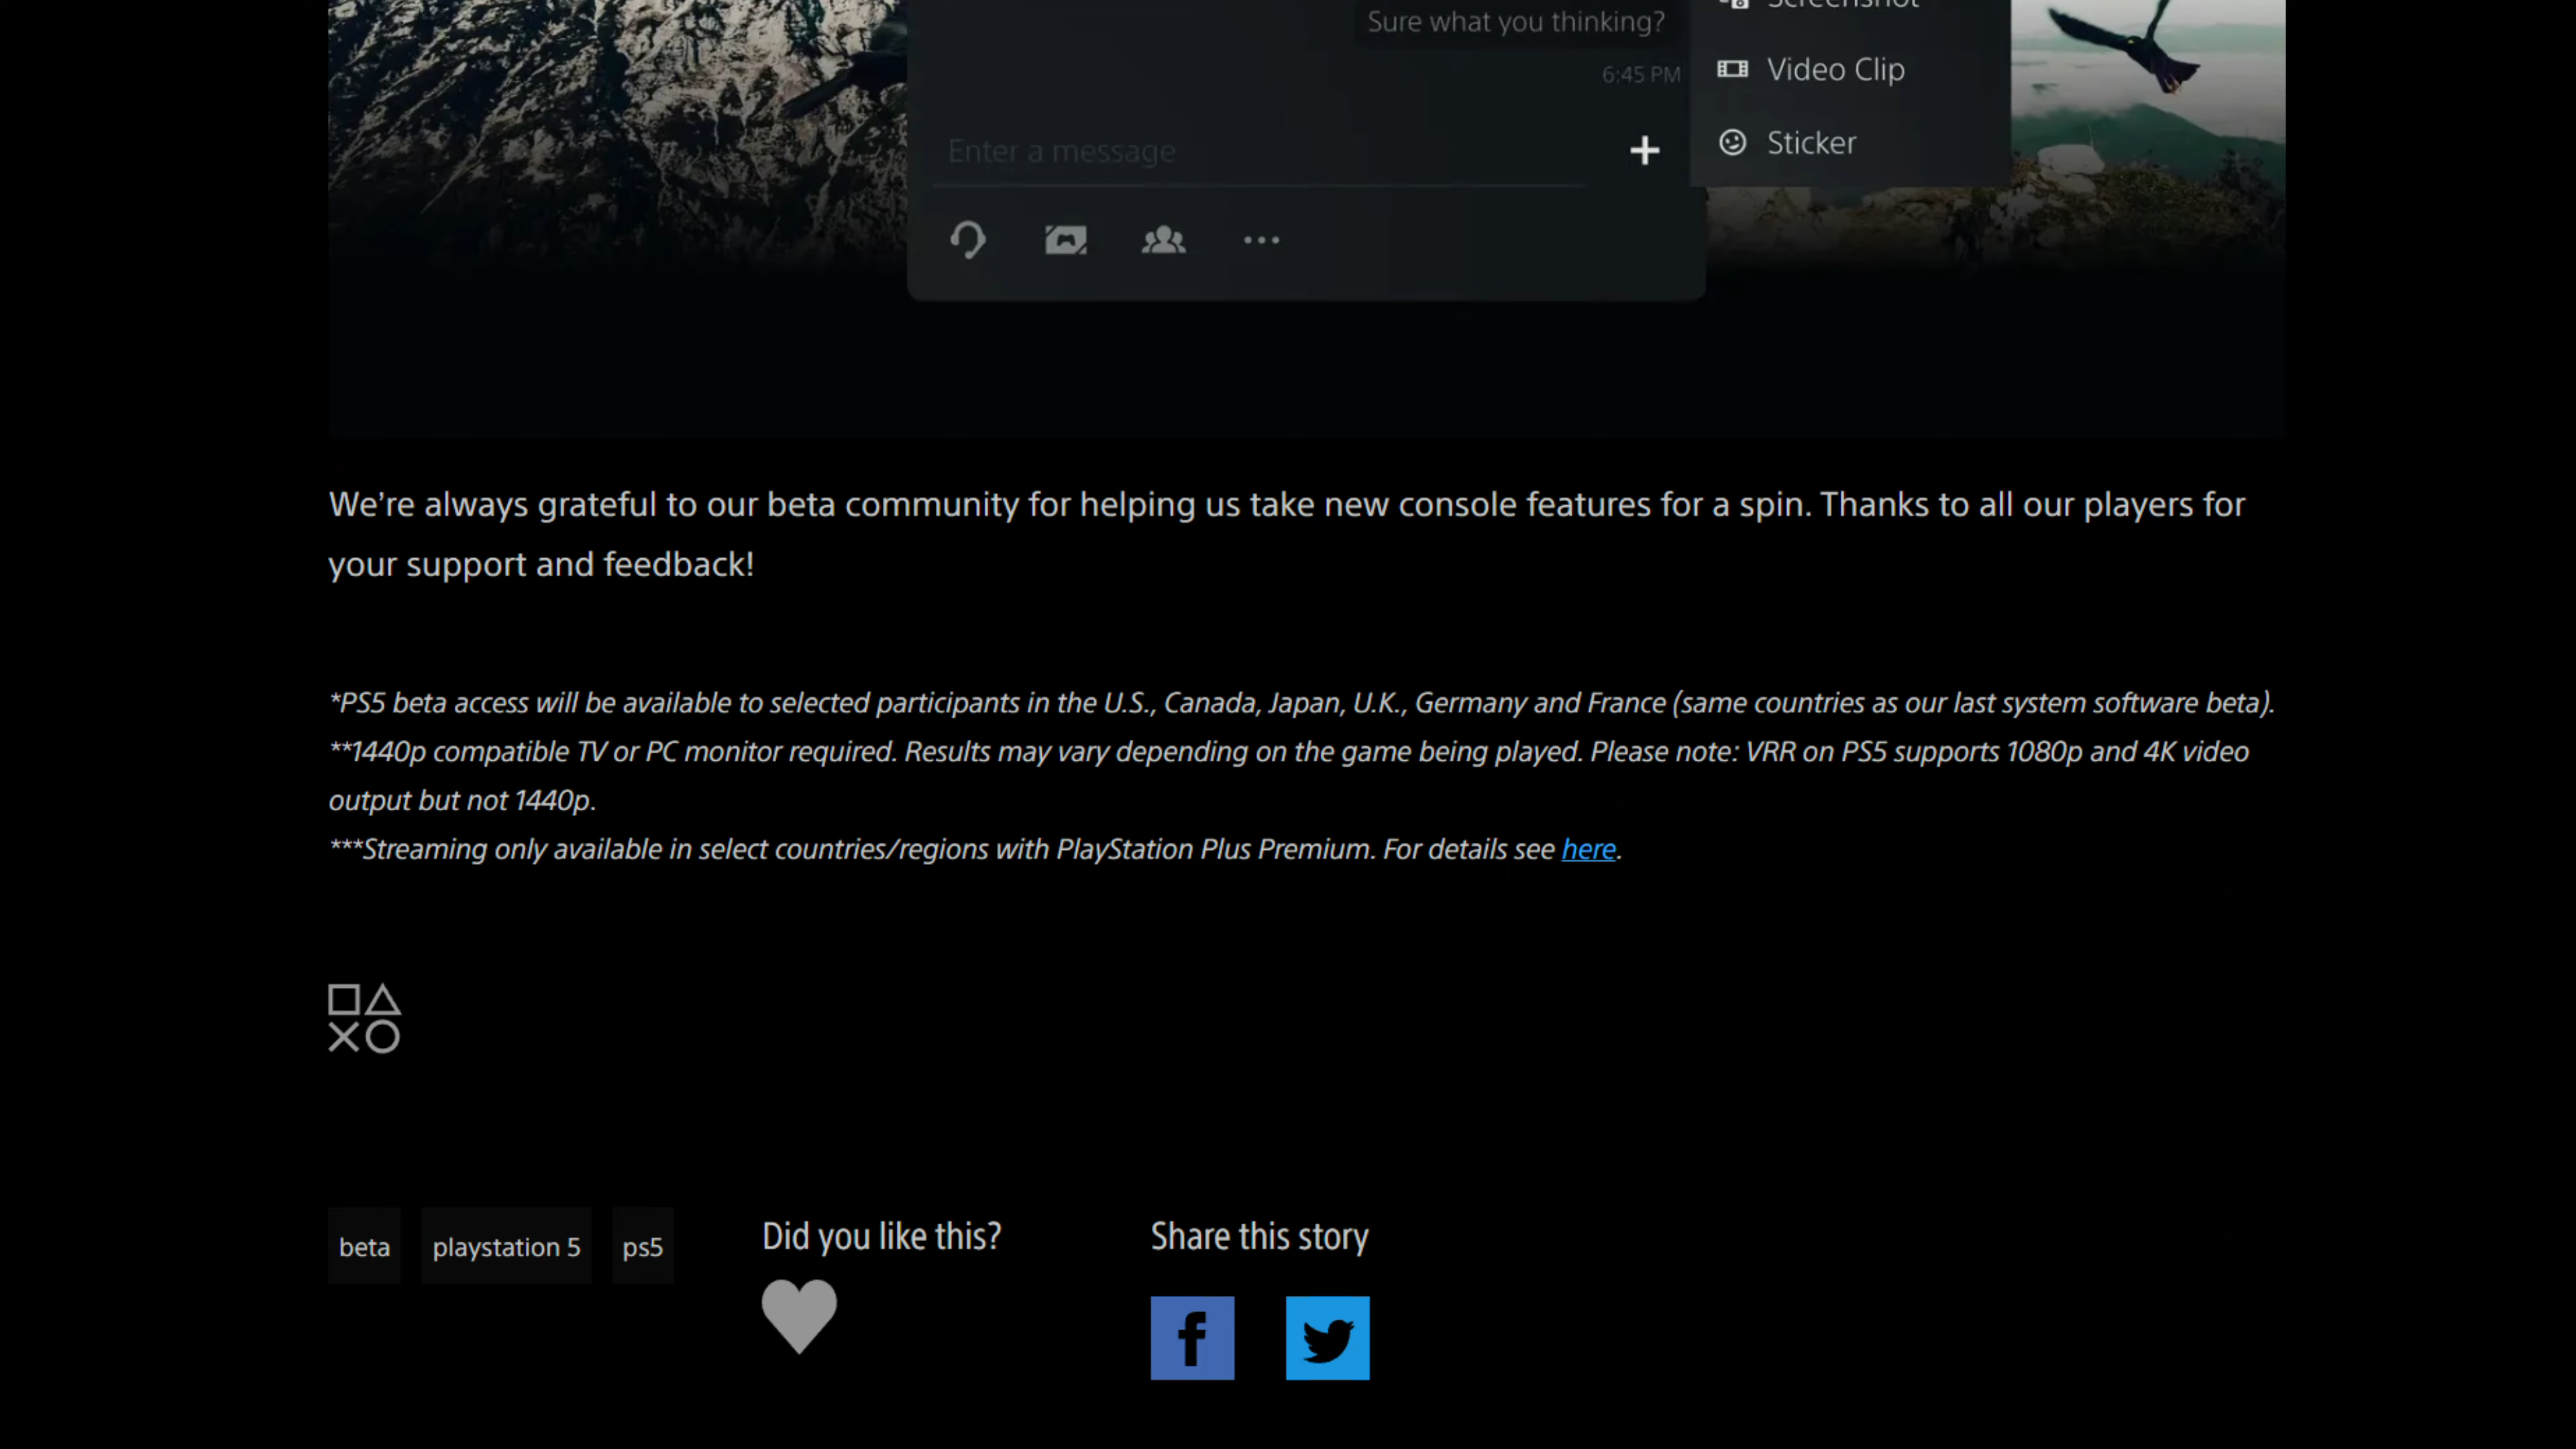 Sure what you thinking?
Screenshot
6:45 PM
Video Clip
Enter a message
Sticker
We’re always grateful to our beta community for helping us take new console features for a spin. Thanks to all our players for
your support and feedback!
*PS5 beta access will be available to selected participants in the U.S., Canada, Japan, U.K., Germany and France (same countries as our last system software beta).
**1440p compatible TV or PC monitor required. Results may vary depending on the game being played. Please note: VRR on PS5 supports 1080p and 4K video
output but not 1440p.
***Streaming only available in select countries/regions with PlayStation Plus Premium. For details see here.
beta playstation 5 ps5
Did you like this?
Share this story